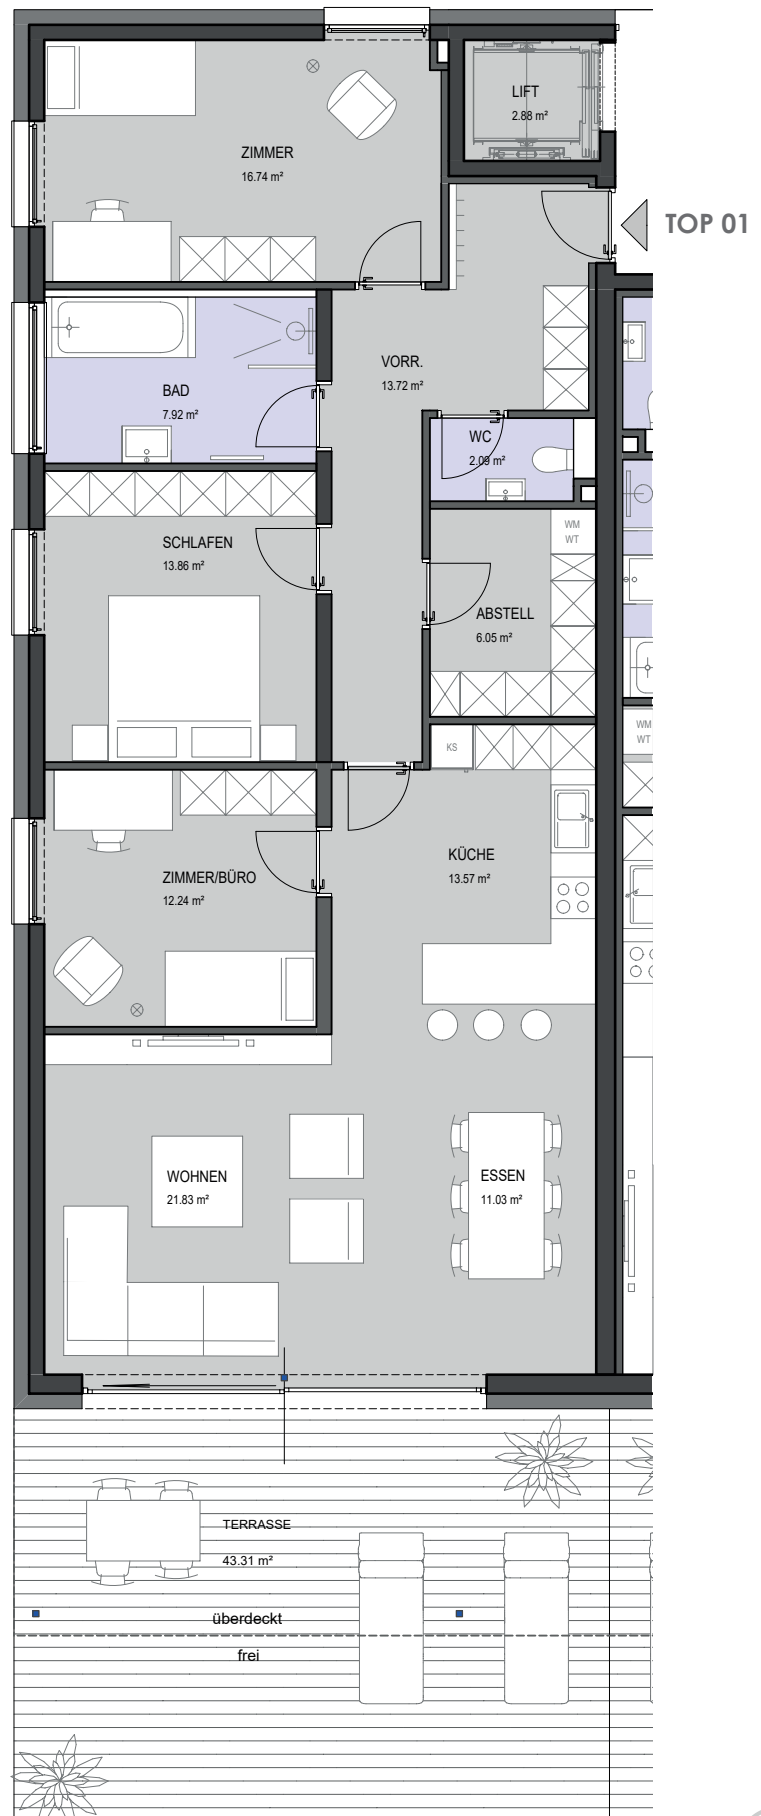 LIFT
2.88 m²
ZIMMER
16.74 m²
TOP 01
VORR.
13.72 m²
BAD
7.92 m²
WC
2.09 m²
SCHLAFEN
13.86 m²
WM
WT
ABSTELL
6.05 m²
WM
WT
KS
KÜCHE
13.57 m²
ZIMMER/BÜRO
12.24 m²
WOHNEN
21.83 m²
ESSEN
11.03 m²
TERRASSE
43.31 m²
überdeckt
frei